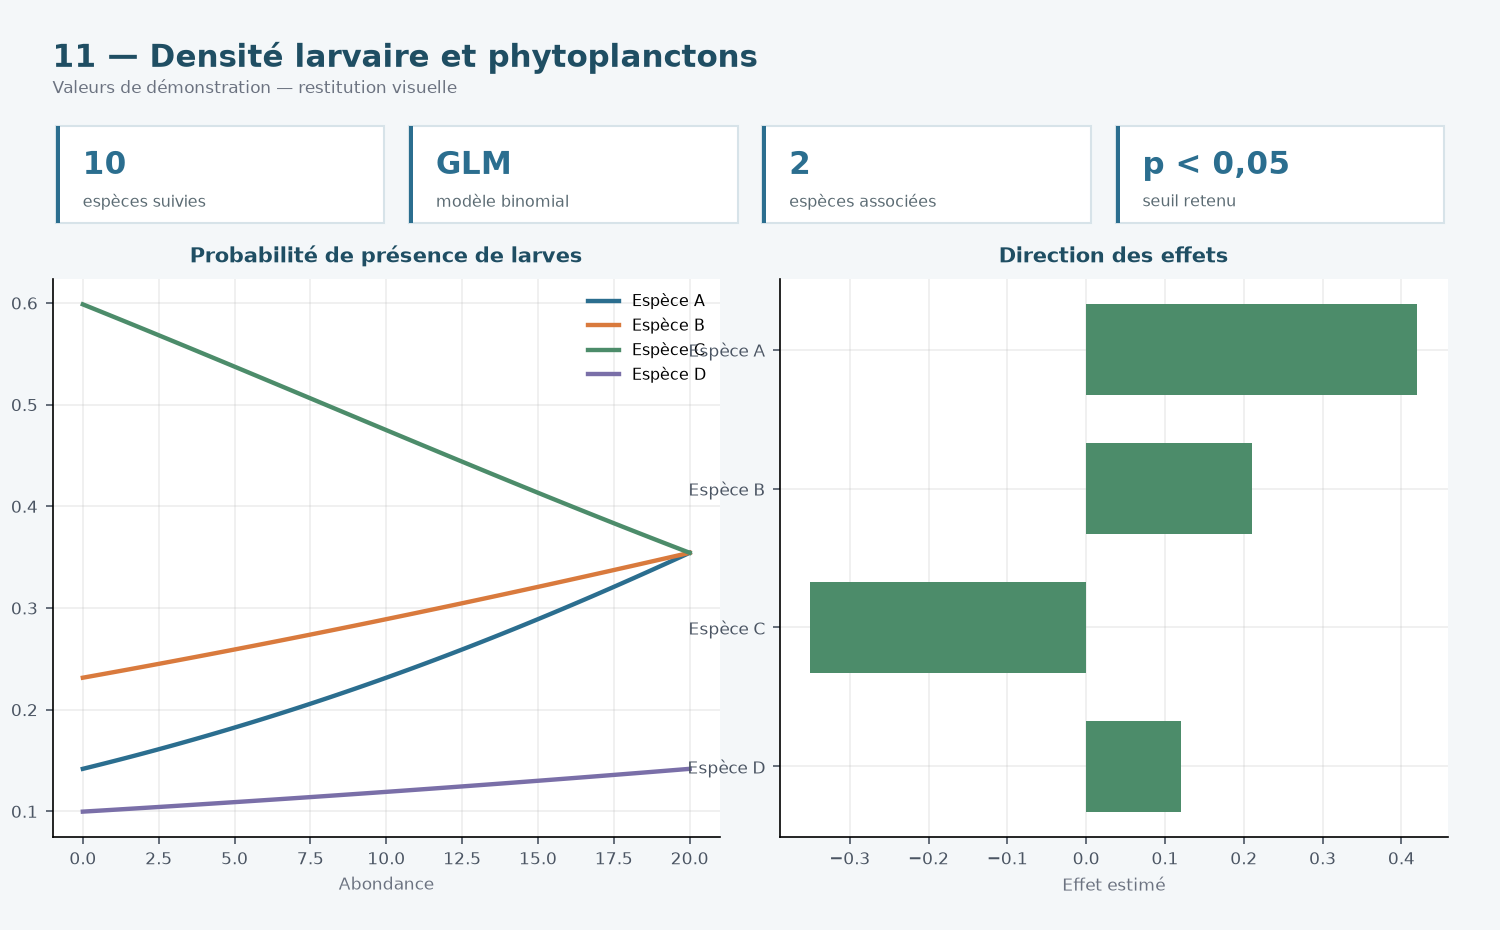 11 — Densité larvaire et phytoplanctons
Valeurs de démonstration — restitution visuelle
10
espèces suivies
GLM
modèle binomial
2
espèces associées
p < 0,05
seuil retenu
Probabilité de présence de larves
0.6
0.5
0.4
0.3
0.2
0.1
Espèce A
Espèce B
Espèce C
Espèce D
0.0 2.5 5.0 7.5 10.0 12.5 15.0 17.5 20.0
Abondance
Direction des effets
Espèce A
Espèce B
Espèce C
Espèce D
−0.3 −0.2 −0.1 0.0 0.1 0.2 0.3 0.4
Effet estimé